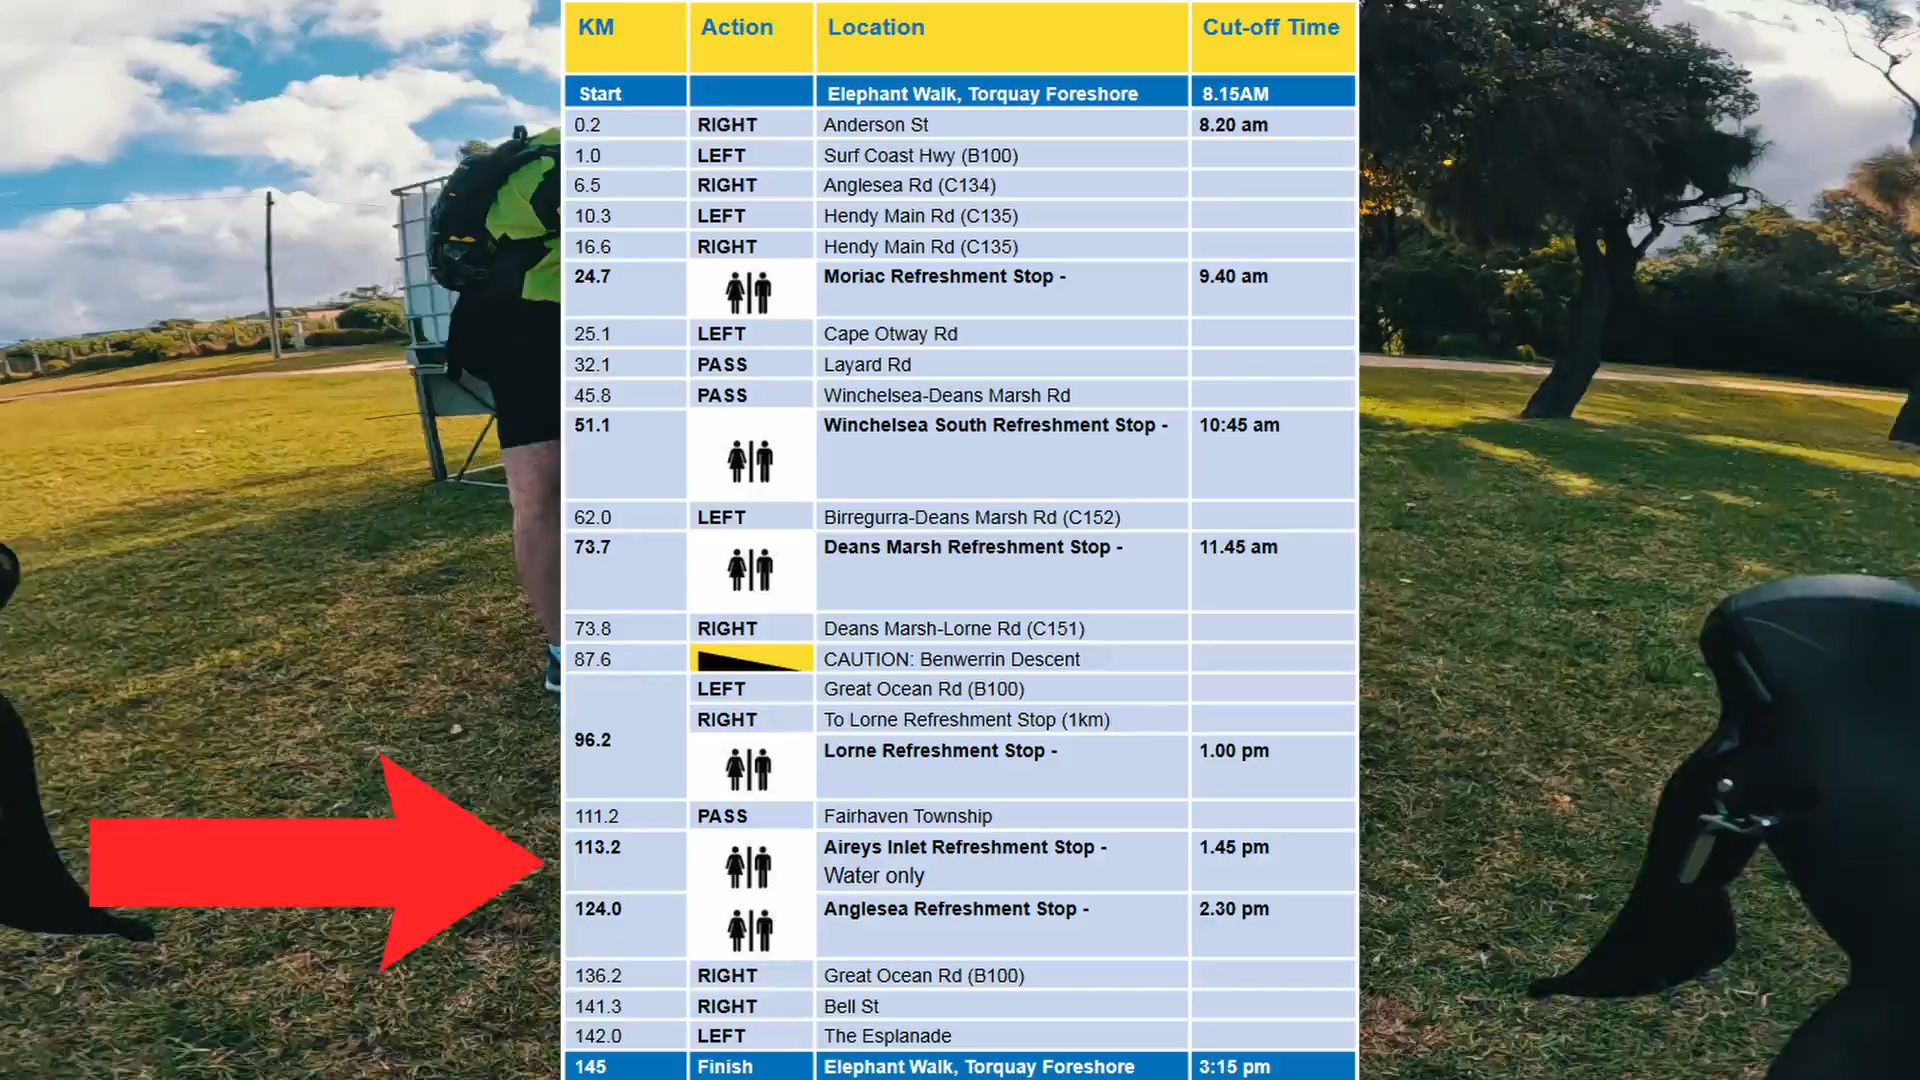 KM Action Location Cut-off Time
Start Elephant Walk, Torquay Foreshore 8.15AM
0.2 RIGHT Anderson St 8.20 am
1.0 LEFT Surf Coast Hwy (B100)
6.5 RIGHT Anglesea Rd (C134)
10.3 LEFT Hendy Main Rd (C135)
16.6 RIGHT Hendy Main Rd (C135)
24.7 Moriac Refreshment Stop - 9.40 am
25.1 LEFT Cape Otway Rd
32.1 PASS Layard Rd
45.8 PASS Winchelsea-Deans Marsh Rd
51.1 Winchelsea South Refreshment Stop - 10:45 am
62.0 LEFT Birregurra-Deans Marsh Rd (C152)
73.7 Deans Marsh Refreshment Stop - 11.45 am
73.8 RIGHT Deans Marsh-Lorne Rd (C151)
87.6 CAUTION: Benwerrin Descent
LEFT Great Ocean Rd (B100)
RIGHT To Lorne Refreshment Stop (1km)
96.2 Lorne Refreshment Stop - 1.00 pm
111.2 PASS Fairhaven Township
113.2 Aireys Inlet Refreshment Stop - 1.45 pm
Water only
124.0 Anglesea Refreshment Stop - 2.30 pm
136.2 RIGHT Great Ocean Rd (B100)
141.3 RIGHT Bell St
142.0 LEFT The Esplanade
145 Finish Elephant Walk, Torquay Foreshore 3:15 pm